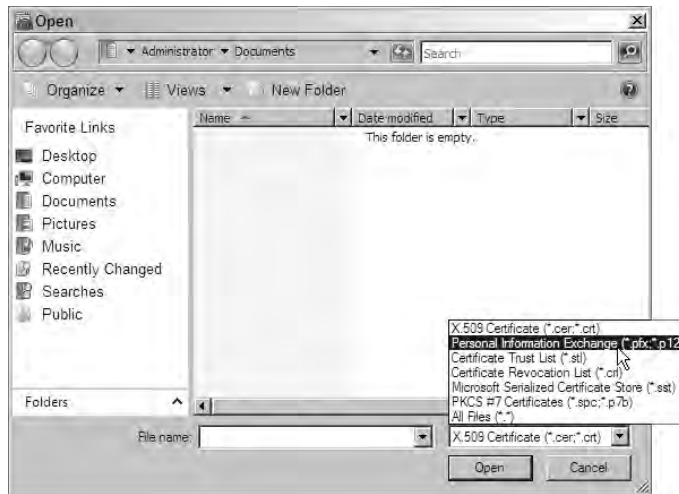 Open
Administrator Documents
Search
Organize Views New Folder
Favorite Links
Name Date modified Type Size
This folder is empty.
Desktop
Computer
Documents
Pictures
Music
Recently Changed
Searches
Public
X.509 Certificate (*.cer;*.crt)
Personal Information Exchange (*.pfx;*.p12
Certificate Trust List (*.stl)
Certificate Revocation List (*.crl)
Microsoft Serialized Certificate Store (*.sst)
PKCS #7 Certificates (*.spc;*.p7b)
All Files (*.*)
Folders
File name:
X.509 Certificate (*.cer;*.crt)
Open
Cancel